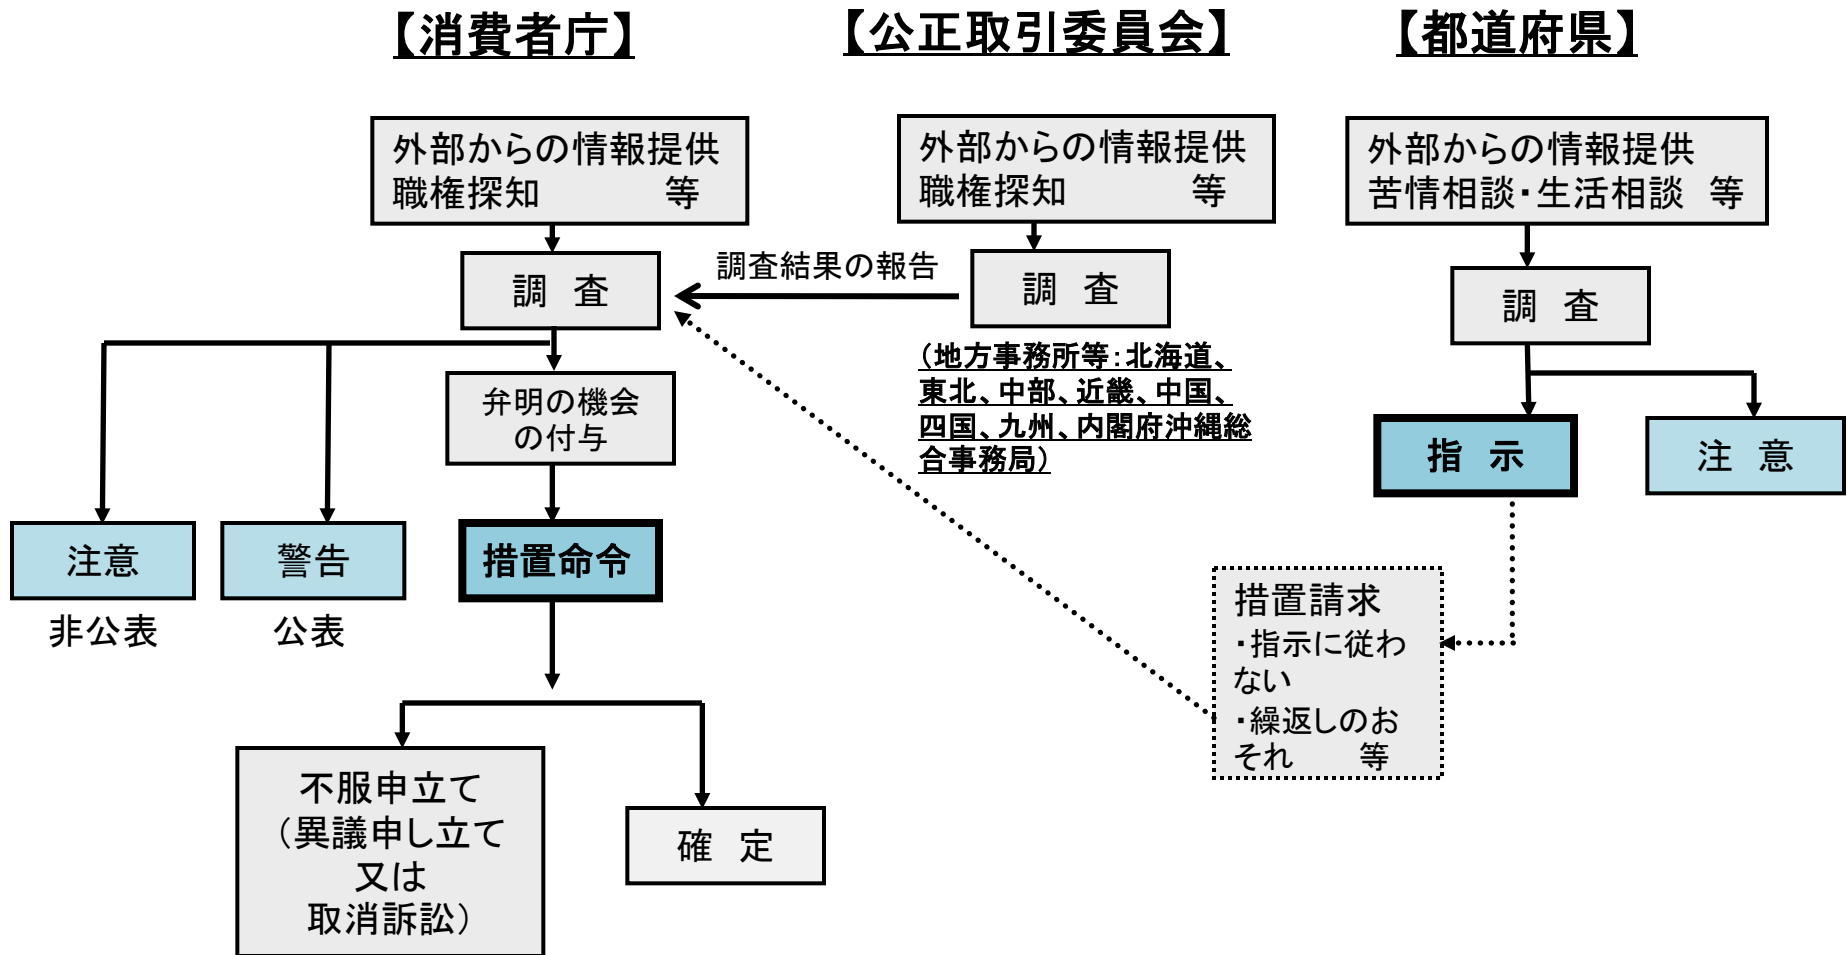 【消費者庁】
外部からの情報提供
職権探知 等
調 査
弁明の機会
の付与
注意
非公表
警告
公表
措置命令
不服申立て
（異議申し立て
又は
取消訴訟）
確 定
【公正取引委員会】
外部からの情報提供
職権探知 等
調 査
調査結果の報告
（地方事務所等：北海道、
東北、中部、近畿、中国、
四国、九州、内閣府沖縄総
合事務局）
【都道府県】
外部からの情報提供
苦情相談・生活相談 等
調 査
指 示
注 意
措置請求
・指示に従わ
ない
・繰返しのお
それ 等